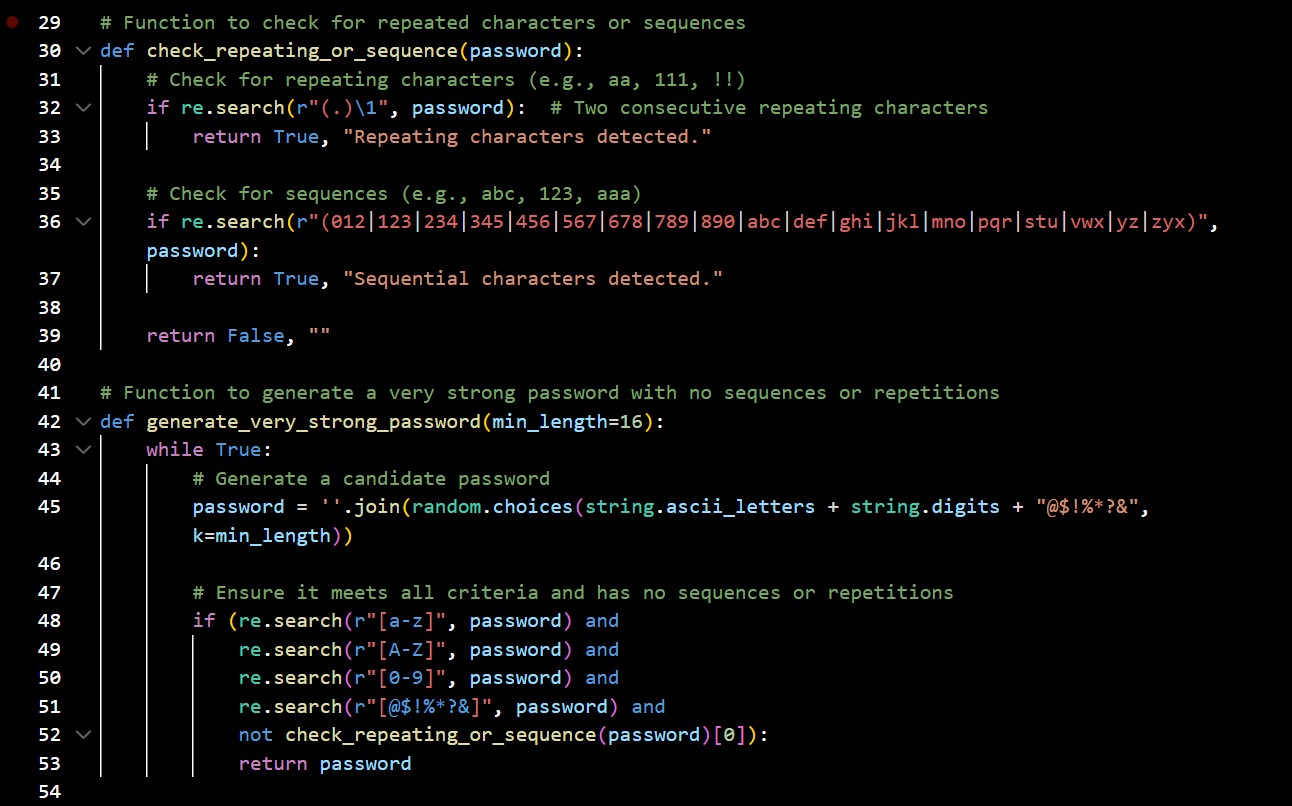 29 # Function to check for repeated characters or sequences
30 def check_repeating_or_sequence(password):
31     # Check for repeating characters (e.g., aa, 111, !!)
32     if re.search(r"(.)\1", password):  # Two consecutive repeating characters
33         return True, "Repeating characters detected."
34
35     # Check for sequences (e.g., abc, 123, aaa)
36     if re.search(r"(012|123|234|345|456|567|678|789|890|abc|def|ghi|jkl|mno|pqr|stu|vwx|yz|zyx)",
    password):
37         return True, "Sequential characters detected."
38
39     return False, ""
40
41 # Function to generate a very strong password with no sequences or repetitions
42 def generate_very_strong_password(min_length=16):
43     while True:
44         # Generate a candidate password
45         password = ''.join(random.choices(string.ascii_letters + string.digits + "@$!%*?&",
        k=min_length))
46
47         # Ensure it meets all criteria and has no sequences or repetitions
48         if (re.search(r"[a-z]", password) and
49             re.search(r"[A-Z]", password) and
50             re.search(r"[0-9]", password) and
51             re.search(r"[@$!%*?&]", password) and
52             not check_repeating_or_sequence(password)[0]):
53             return password
54